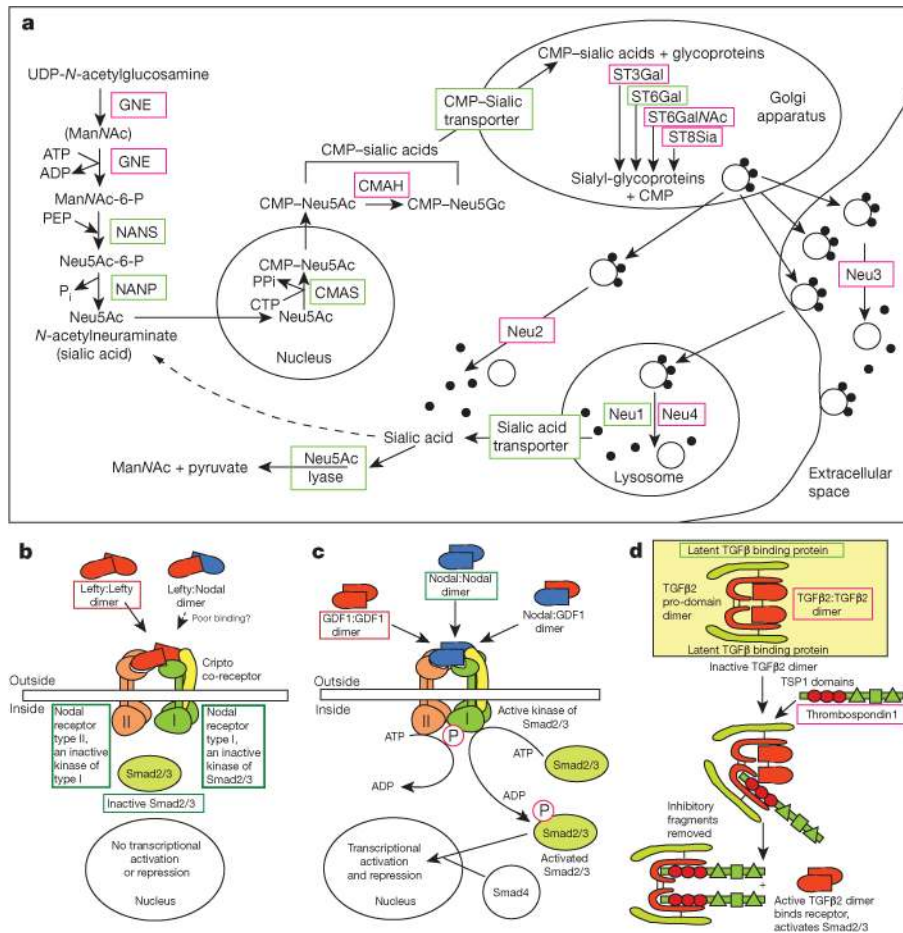 a
UDP-N-acetylglucosamine
GNE
(ManNAc)
ATP
ADP
GNE
ManNAc-6-P
PEP
NANS
Neu5Ac-6-P
Pi
NANP
Neu5Ac
N-acetylneuraminate
(sialic acid)
CMP–sialic acids
CMAH
CMP–Neu5Ac
CMP–Neu5Gc
CMP–Neu5Ac
PPi
CTP
CMAS
Neu5Ac
Nucleus
CMP–Sialic
transporter
CMP–sialic acids + glycoproteins
ST3Gal
ST6Gal
ST6GalNAc
ST8Sia
Sialyl-glycoproteins
+ CMP
Golgi
apparatus
Neu3
Neu2
Neu1
Neu4
Lysosome
Sialic acid
transporter
Sialic acid
Neu5Ac
lyase
ManNAc + pyruvate
Extracellular
space
b
Lefty:Lefty
dimer
Lefty:Nodal
dimer
Poor binding?
Cripto
co-receptor
Outside
Inside
II
I
Nodal
receptor
type II,
an inactive
kinase of
type I
Nodal
receptor
type I,
an inactive
kinase of
Smad2/3
Smad2/3
Inactive Smad2/3
No transcriptional
activation
or repression
Nucleus
c
Nodal:Nodal
dimer
GDF1:GDF1
dimer
Nodal:GDF1
dimer
Outside
Inside
II
I
P
Active kinase of
Smad2/3
ATP
ADP
ATP
Smad2/3
ADP
P
Smad2/3
Activated
Smad2/3
Transcriptional
activation
and repression
Nucleus
Smad4
d
Latent TGFβ binding protein
TGFβ2
pro-domain
dimer
TGFβ2:TGFβ2
dimer
Latent TGFβ binding protein
Inactive TGFβ2 dimer
TSP1 domains
Thrombospondin1
Inhibitory
fragments
removed
+
Active TGFβ2 dimer
binds receptor,
activates Smad2/3